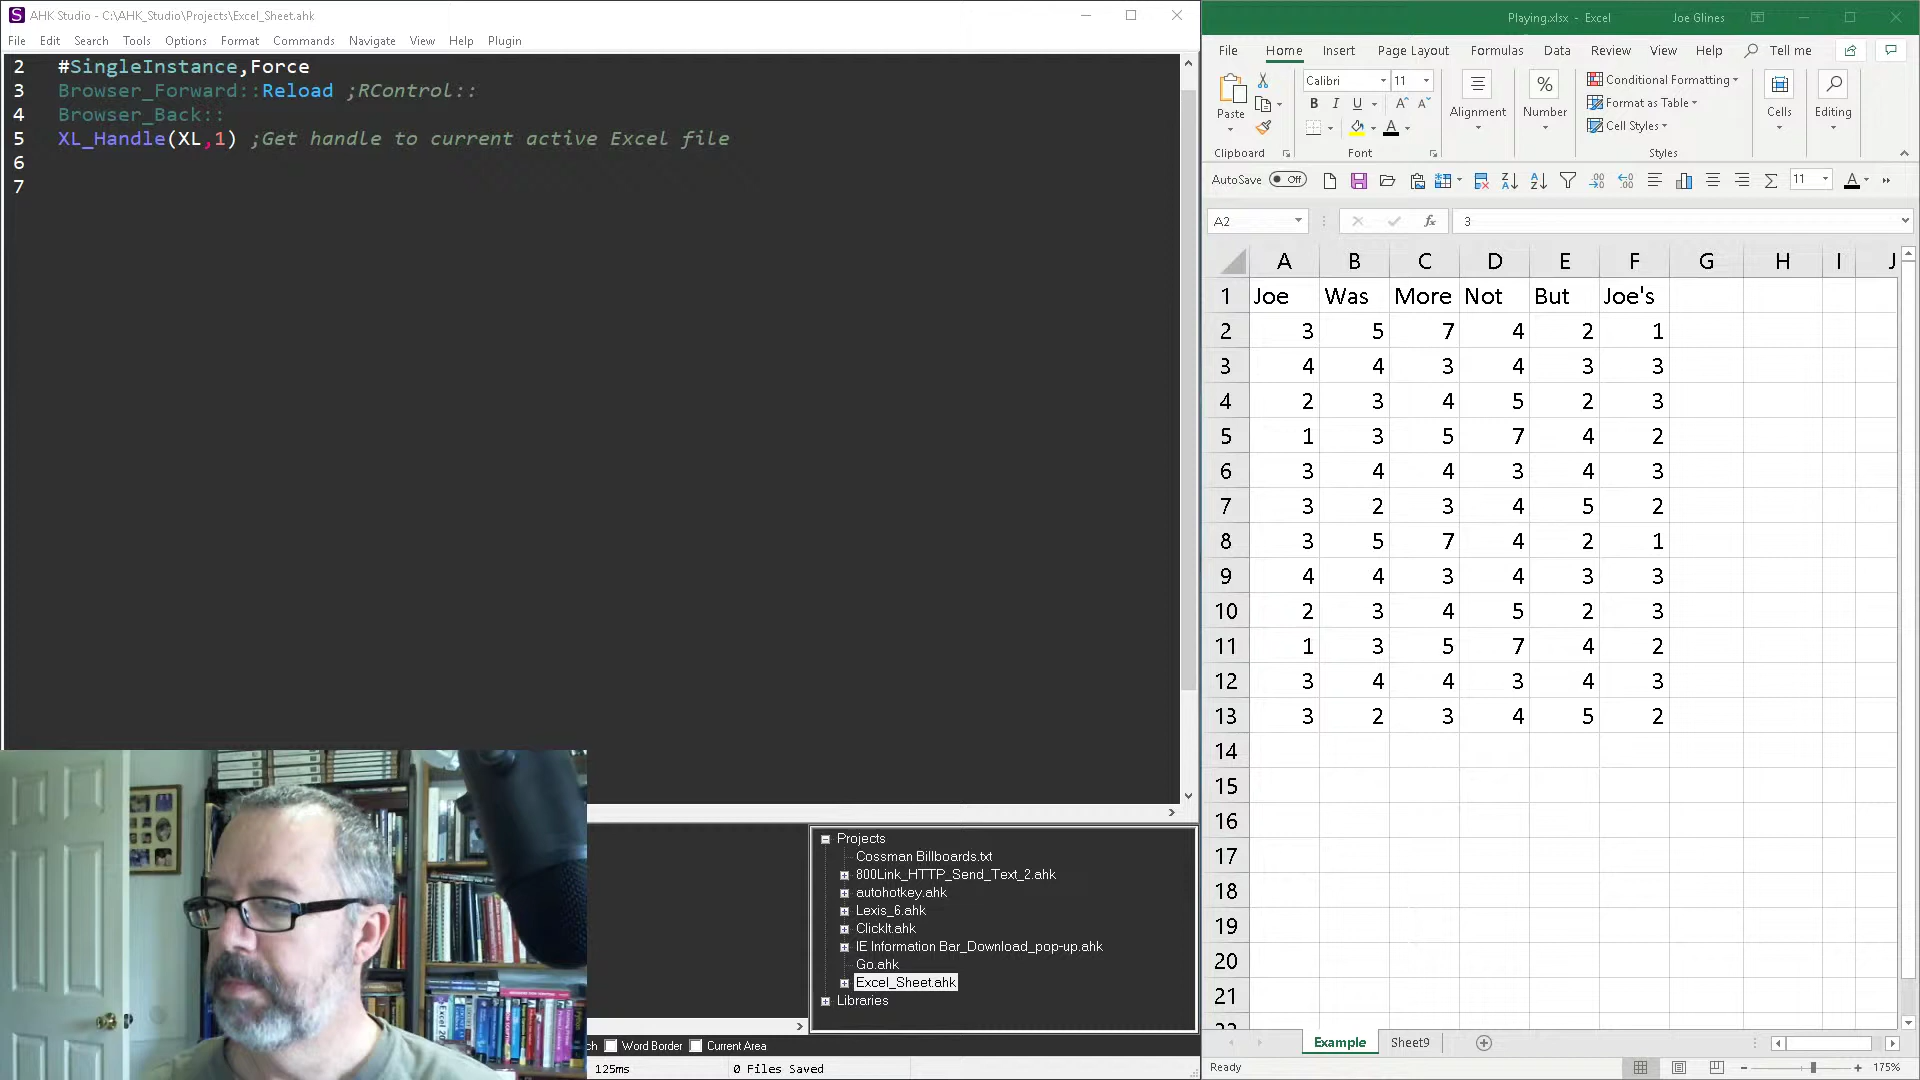 AHK Studio - C:\AHK_Studio\Projects\Excel_Sheet.ahk
File Edit Search Tools Options Format Commands Navigate View Help Plugin
2 #SingleInstance,Force
3 Browser_Forward::Reload ;RControl::
4 Browser_Back::
5 XL_Handle(XL,1) ;Get handle to current active Excel file
6
7
Projects
Cossman Billboards.txt
800Link_HTTP_Send_Text_2.ahk
autohotkey.ahk
Lexis_6.ahk
ClickIt.ahk
IE Information Bar_Download_pop-up.ahk
Go.ahk
Excel_Sheet.ahk
Libraries
Word Border Current Area
125ms 0 Files Saved
Playing.xlsx - Excel Joe Glines
File Home Insert Page Layout Formulas Data Review View Help Tell me
Paste
Calibri 11
B I U
Alignment
Number
Conditional Formatting
Format as Table
Cell Styles
Cells
Editing
Clipboard Font Styles
AutoSave Off 11
A2 fx 3
A B C D E F G H I J
1 Joe Was More Not But Joe's
2 3 5 7 4 2 1
3 4 4 3 4 3 3
4 2 3 4 5 2 3
5 1 3 5 7 4 2
6 3 4 4 3 4 3
7 3 2 3 4 5 2
8 3 5 7 4 2 1
9 4 4 3 4 3 3
10 2 3 4 5 2 3
11 1 3 5 7 4 2
12 3 4 4 3 4 3
13 3 2 3 4 5 2
14
15
16
17
18
19
20
21
Example Sheet9
Ready 175%